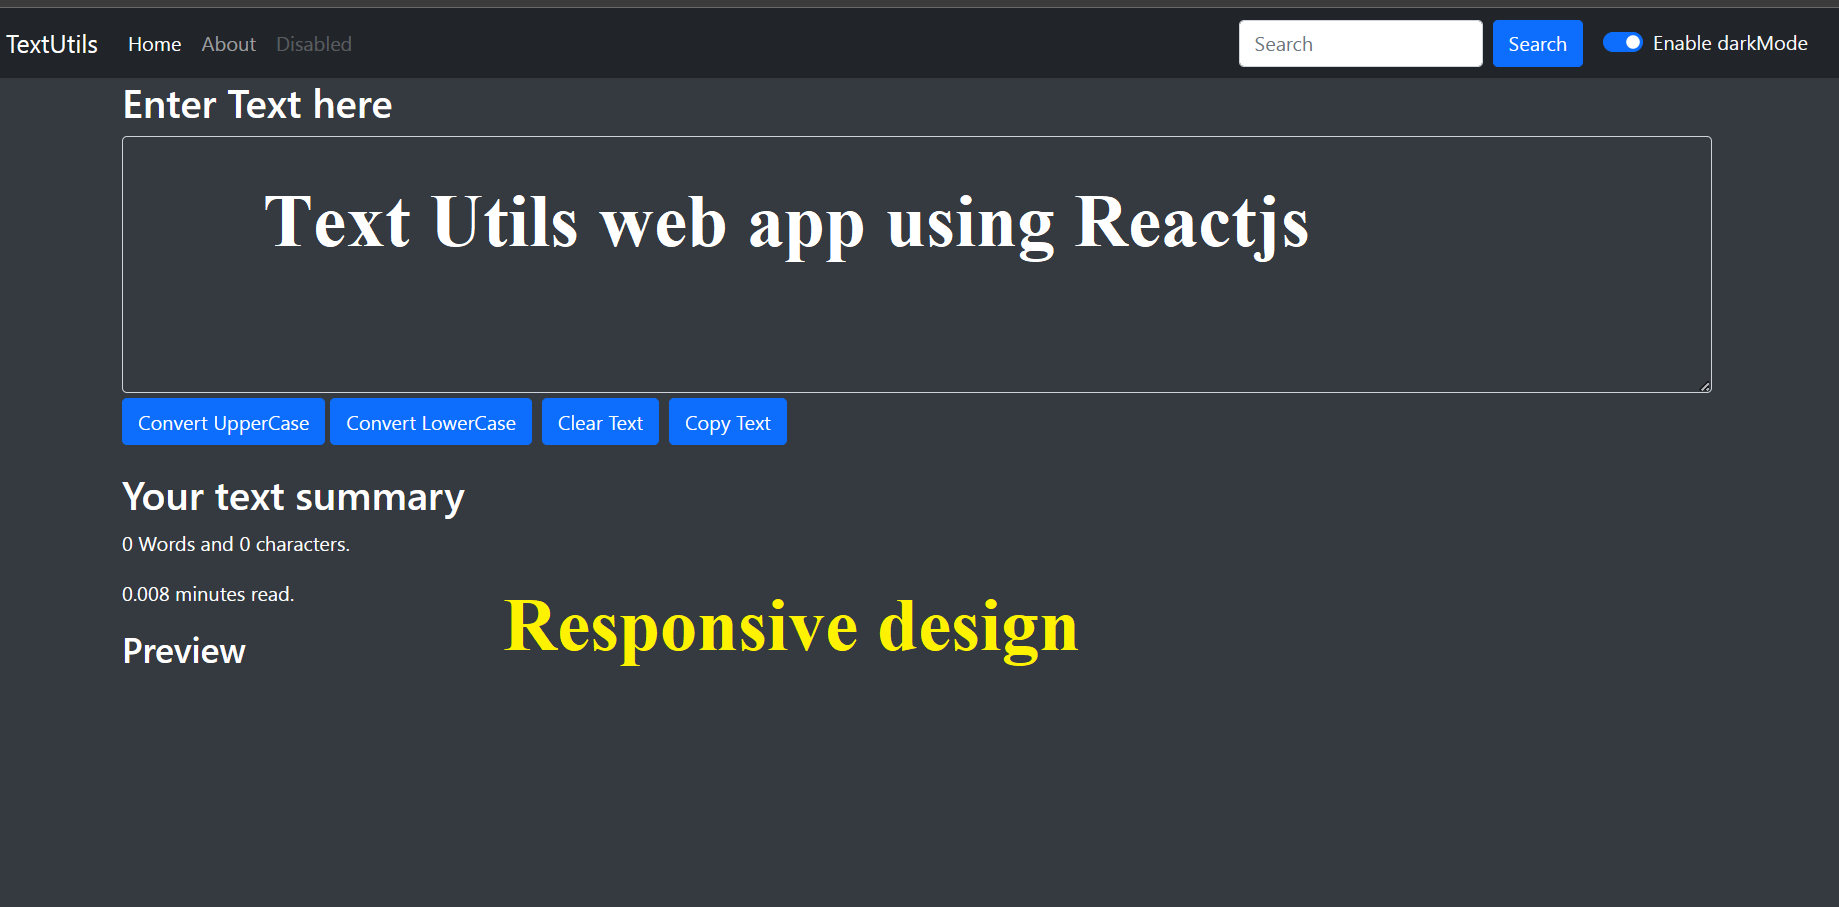 TextUtils Home About Disabled Search Search Enable darkMode
Enter Text here
Text Utils web app using Reactjs
Convert UpperCase Convert LowerCase Clear Text Copy Text
Your text summary
0 Words and 0 characters.
0.008 minutes read.
Responsive design
Preview